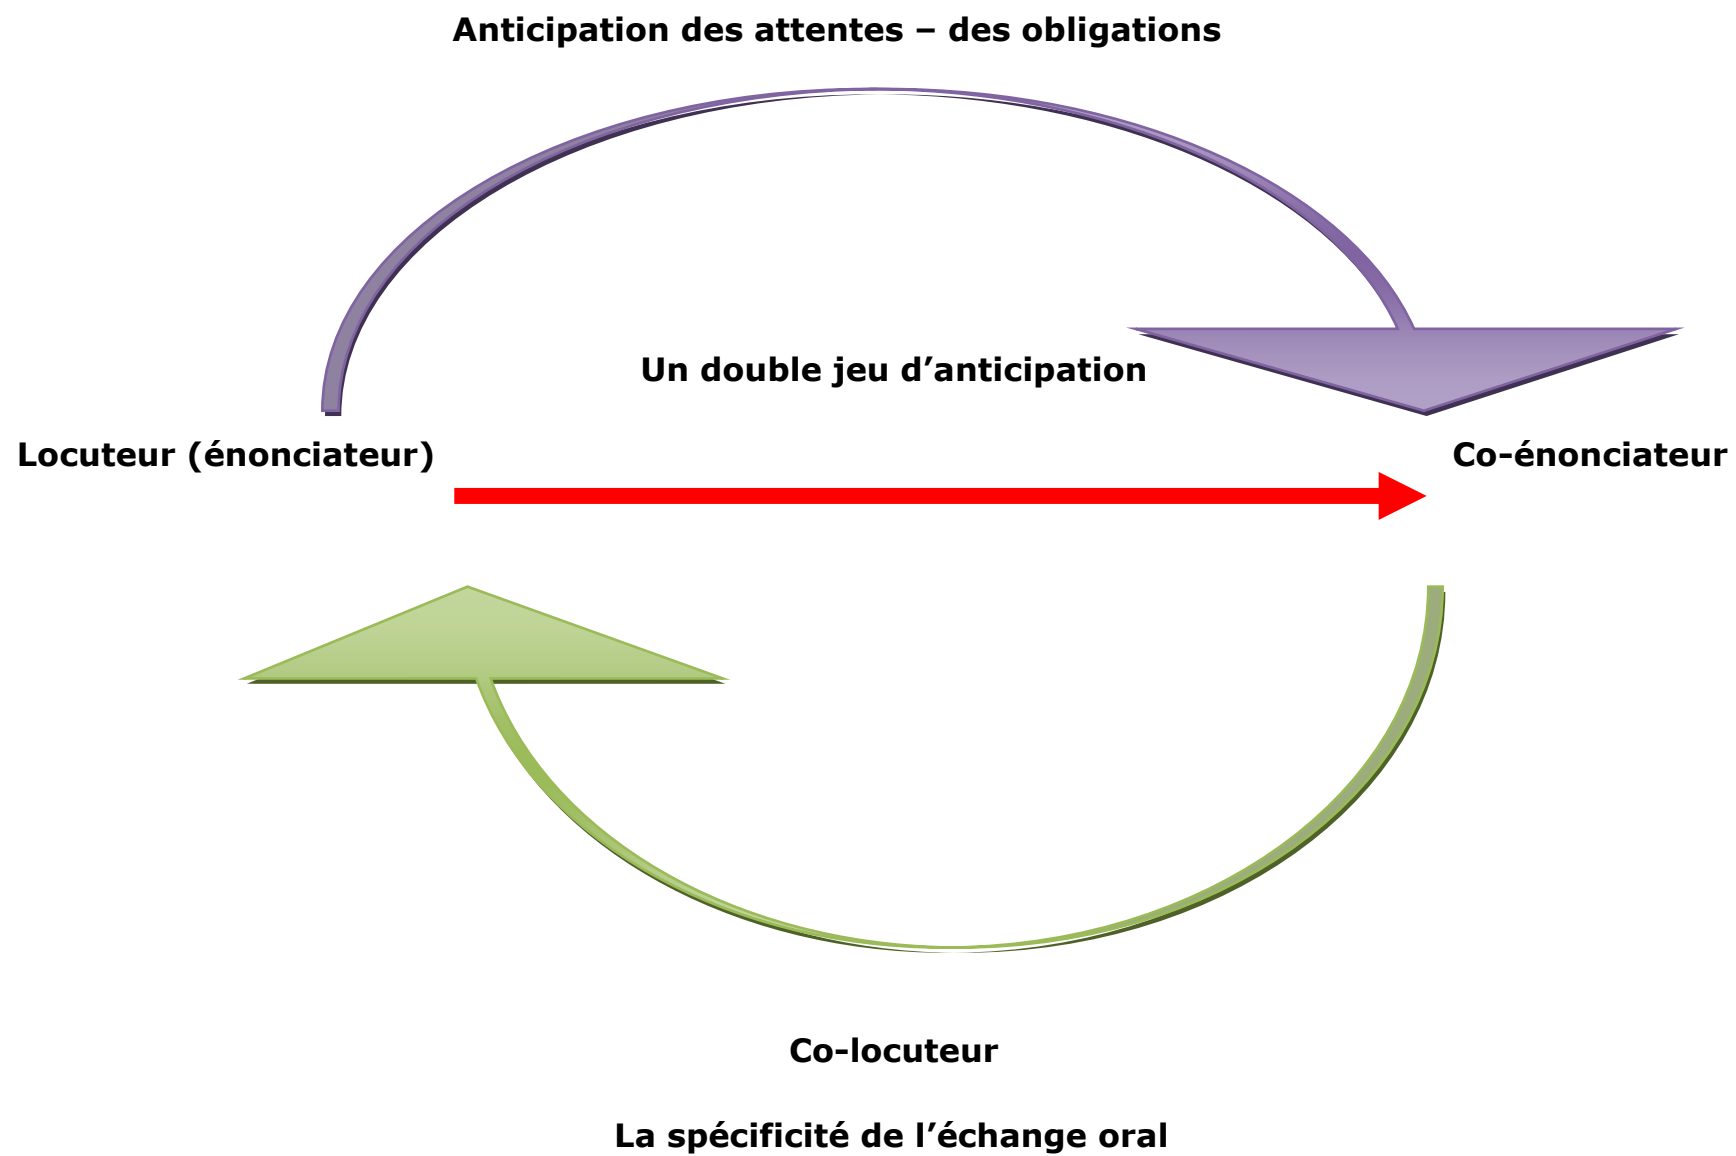 Anticipation des attentes – des obligations
Un double jeu d’anticipation
Locuteur (énonciateur)
Co-énonciateur
Co-locuteur
La spécificité de l’échange oral